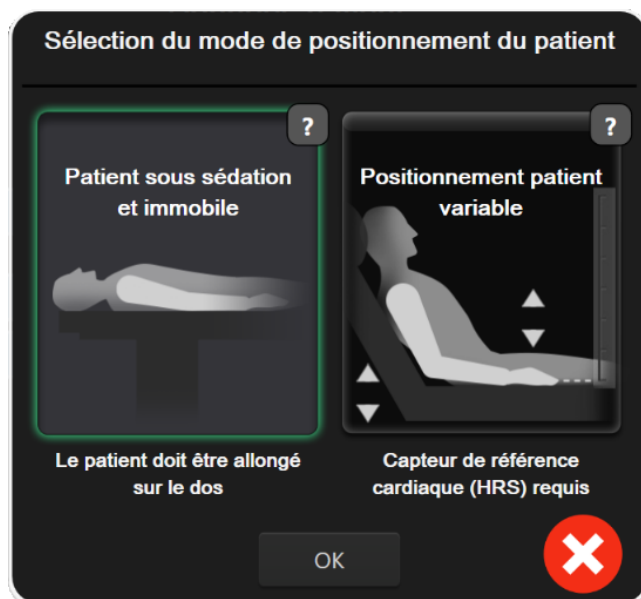 Sélection du mode de positionnement du patient
?
?
Patient sous sédation
et immobile
Positionnement patient
variable
Le patient doit être allongé
sur le dos
Capteur de référence
cardiaque (HRS) requis
OK